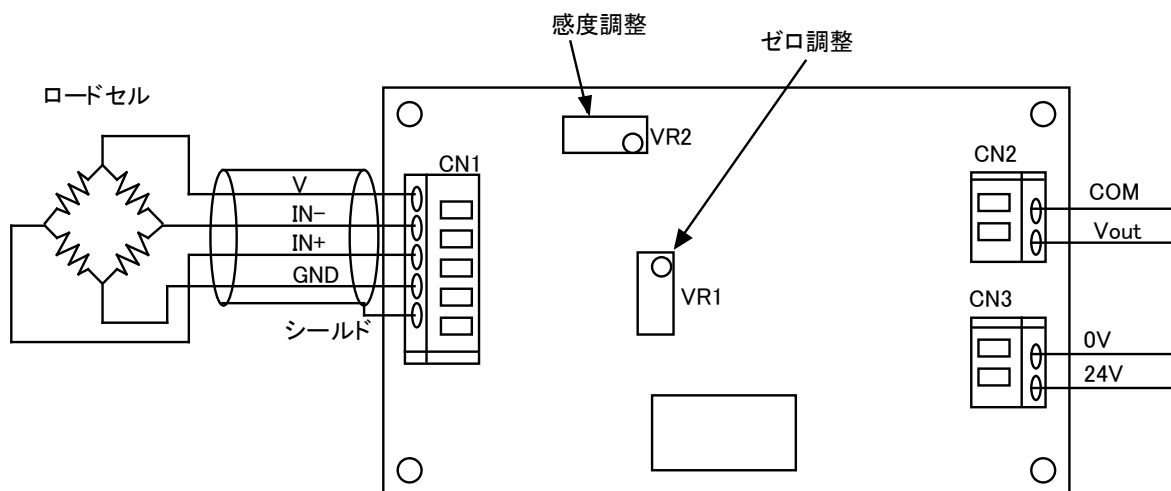 感度調整
ゼロ調整
ロードセル
VR2
CN1
CN2
V
COM
IN-
Vout
IN+
GND
VR1
CN3
シールド
0V
24V